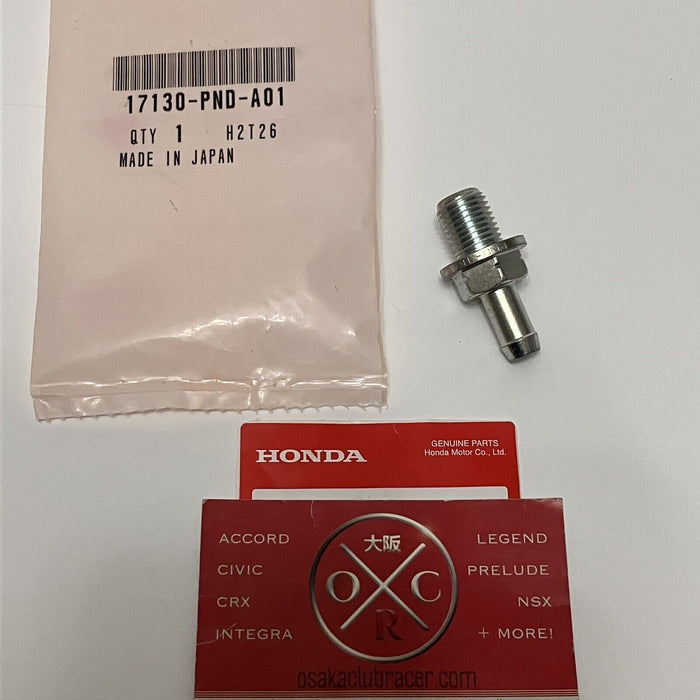 17130-PND-A01
QTY 1 H2T26
MADE IN JAPAN
HONDA
GENUINE PARTS
Honda Motor Co., Ltd.
ACCORD
CIVIC
CRX
INTEGRA
大阪
O C
R
LEGEND
PRELUDE
NSX
+ MORE!
osakaclubracer.com